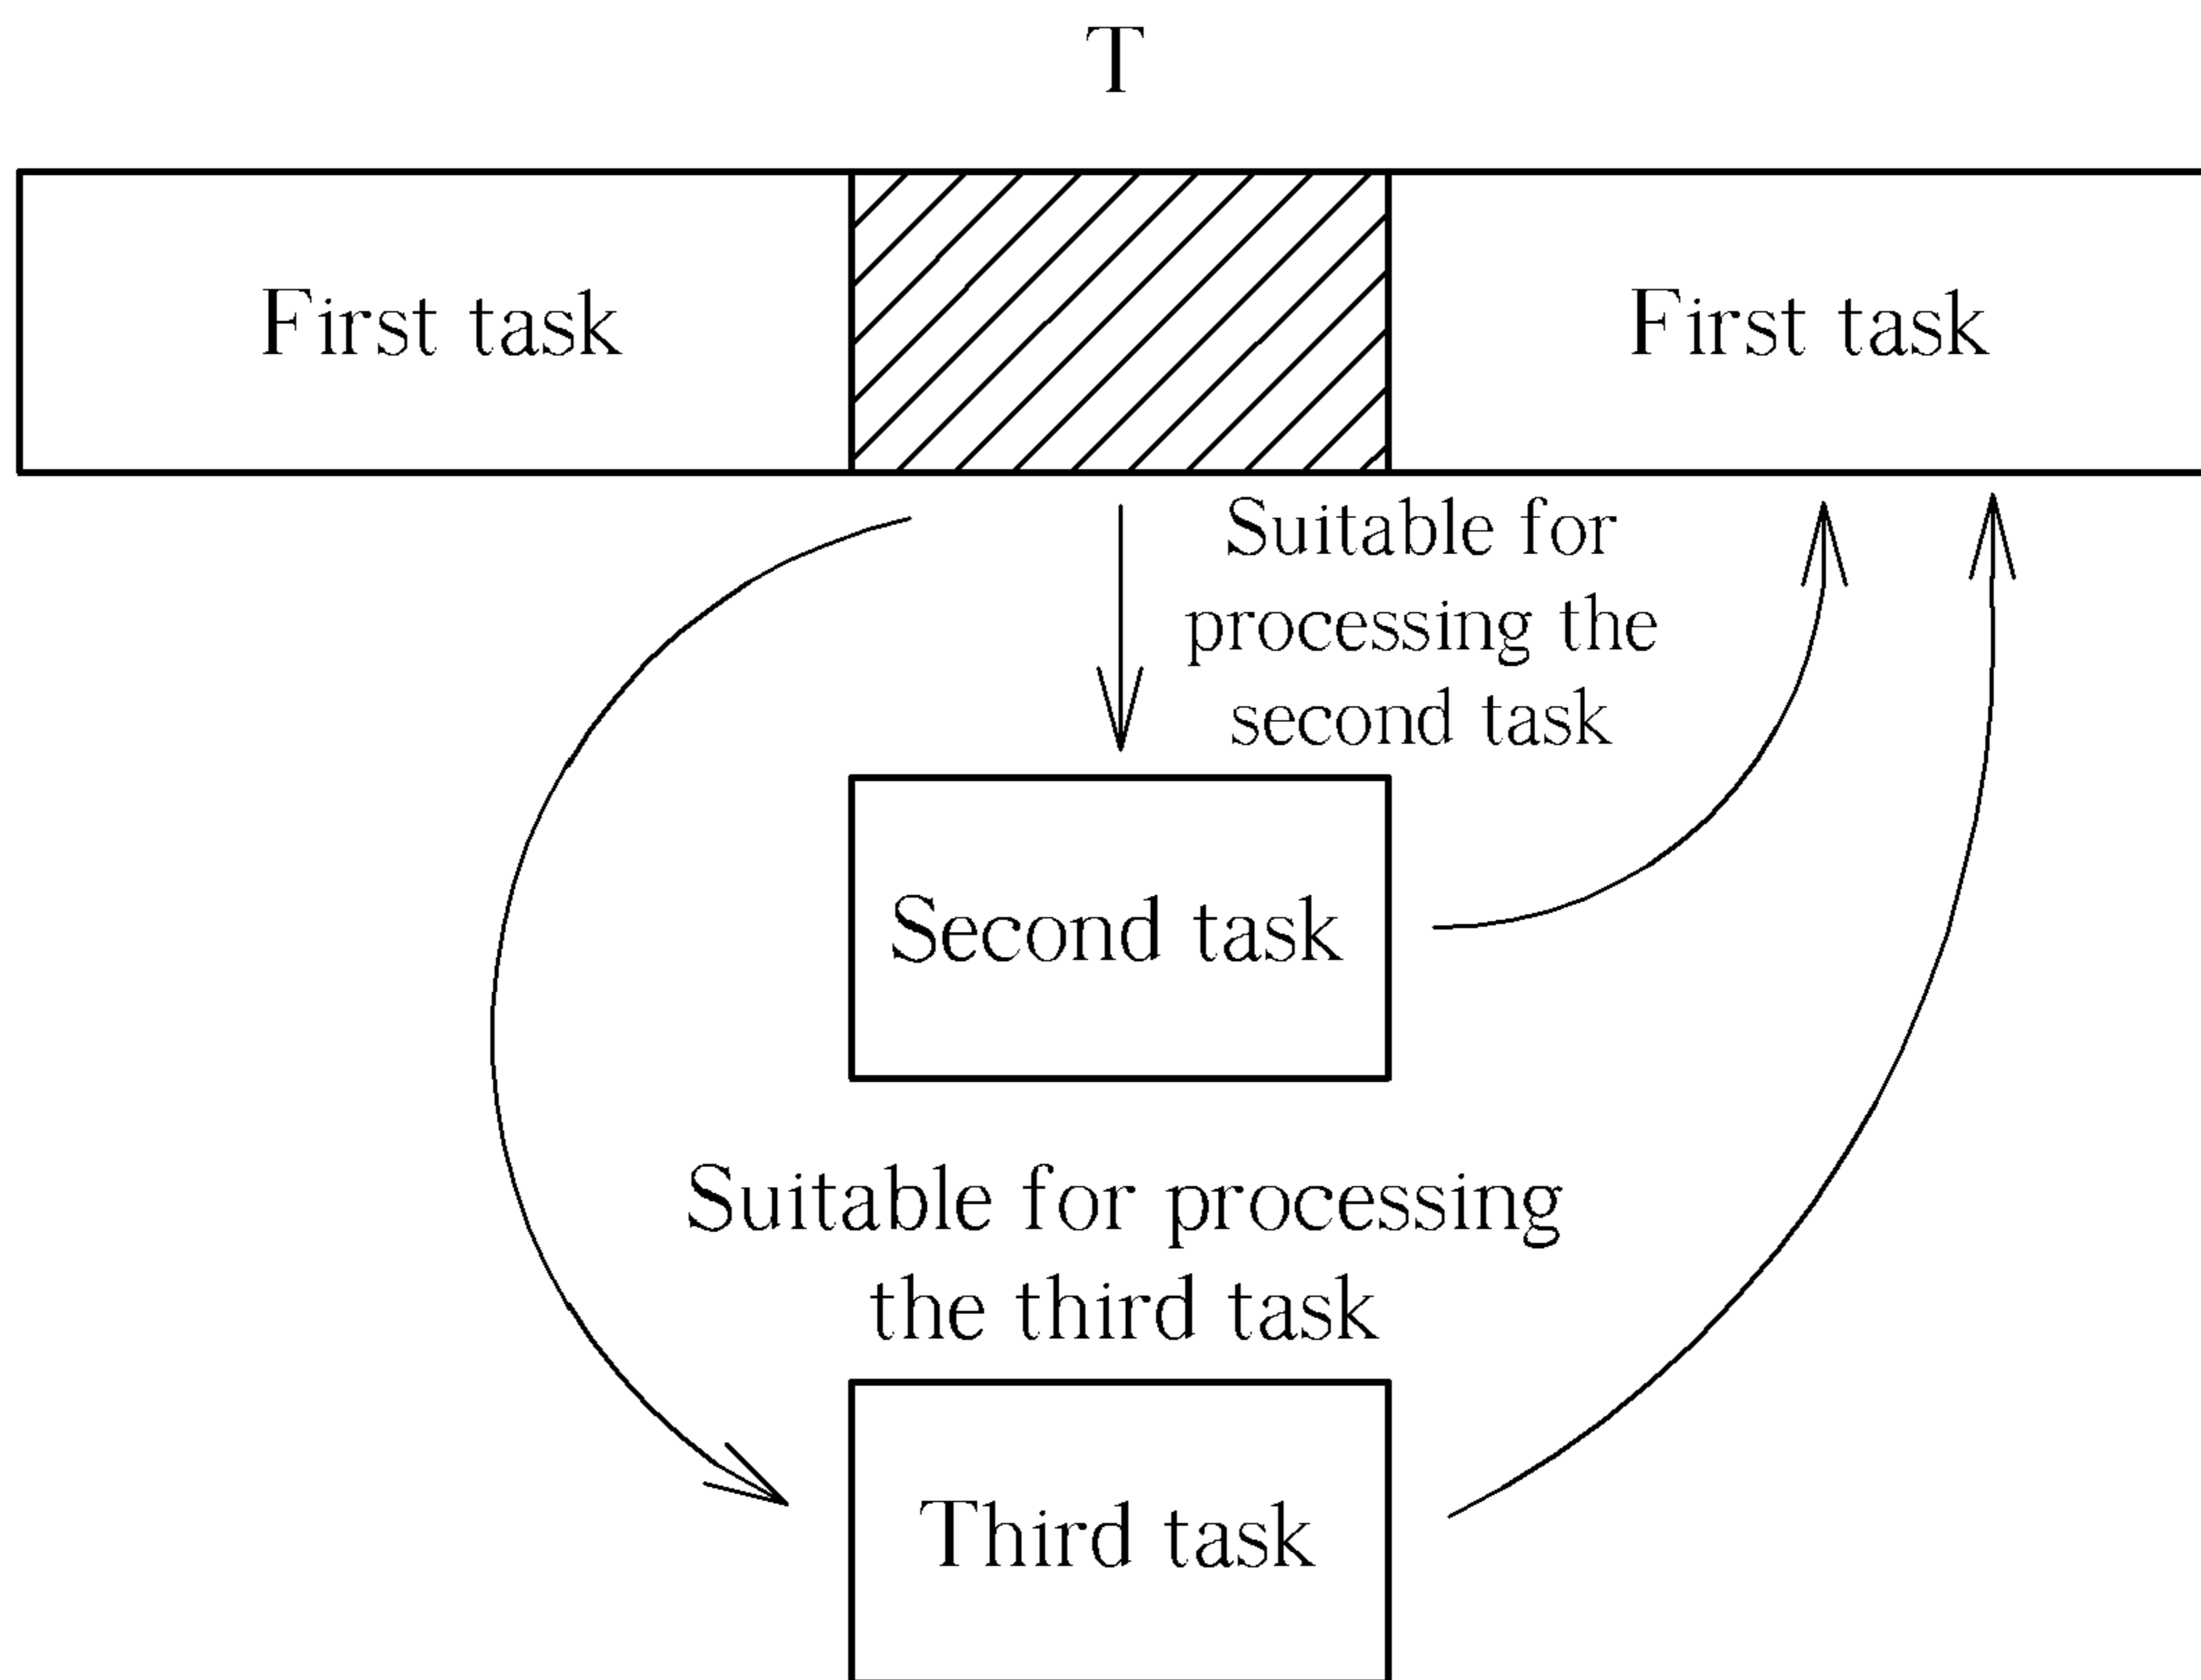 T
First task
First task
Suitable for
processing the
second task
Second task
Suitable for processing
the third task
Third task